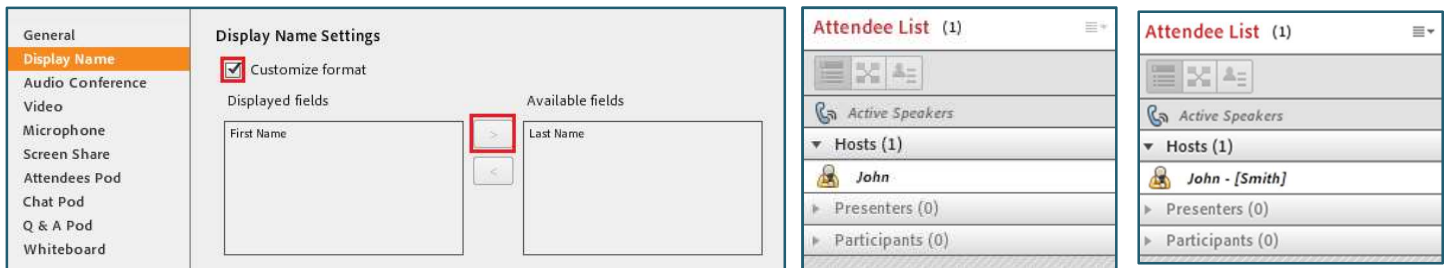 General
Display Name
Audio Conference
Video
Microphone
Screen Share
Attendees Pod
Chat Pod
Q & A Pod
Whiteboard
Display Name Settings
Customize format
Displayed fields
Available fields
First Name
>
<
Last Name
Attendee List (1)
Active Speakers
Hosts (1)
John
Presenters (0)
Participants (0)
Attendee List (1)
Active Speakers
Hosts (1)
John - [Smith]
Presenters (0)
Participants (0)